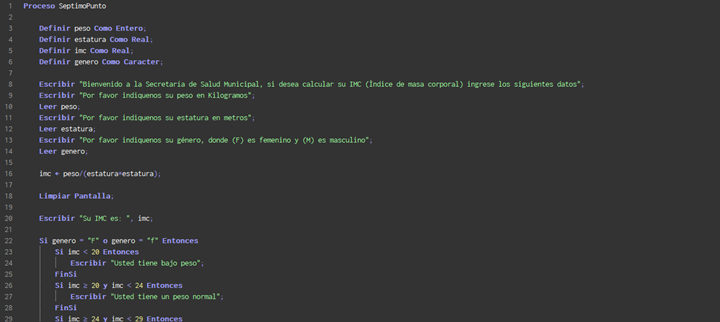 1 Proceso SeptimoPunto
2
3 Definir peso Como Entero;
4 Definir estatura Como Real;
5 Definir imc Como Real;
6 Definir genero Como Caracter;
7
8 Escribir "Bienvenido a la Secretaria de Salud Municipal, si desea calcular su IMC (Índice de masa corporal) ingrese los siguientes datos";
9 Escribir "Por favor indiquenos su peso en Kilogramos";
10 Leer peso;
11 Escribir "Por favor indiquenos su estatura en metros";
12 Leer estatura;
13 Escribir "Por favor indiquenos su género, donde (F) es femenino y (M) es masculino";
14 Leer genero;
15
16 imc ← peso/(estatura*estatura);
17
18 Limpiar Pantalla;
19
20 Escribir "Su IMC es: ", imc;
21
22 Si genero = "F" o genero = "f" Entonces
23 Si imc < 20 Entonces
24 Escribir "Usted tiene bajo peso";
25 FinSi
26 Si imc ≥ 20 y imc < 24 Entonces
27 Escribir "Usted tiene un peso normal";
28 FinSi
29 Si imc ≥ 24 y imc < 29 Entonces